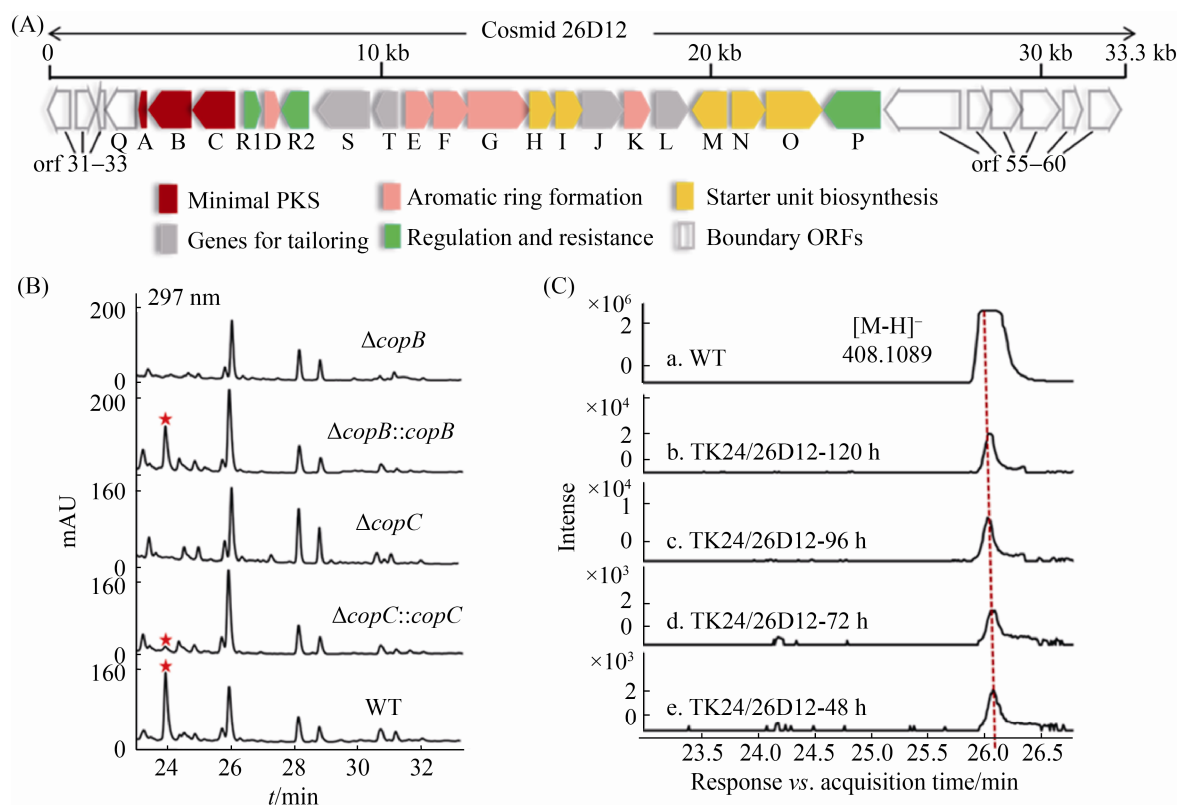 (A)
Cosmid 26D12
0 10 kb 20 kb 30 kb 33.3 kb
Q A B C R1 D R2 S T E F G H I J K L M N O P
orf 31−33 orf 55−60
Minimal PKS Aromatic ring formation Starter unit biosynthesis
Genes for tailoring Regulation and resistance Boundary ORFs
(B)
297 nm
200
ΔcopB
0
200
ΔcopB::copB
0
160
ΔcopC
0
160
ΔcopC::copC
0
160
WT
0
mAU
24 26 28 30 32
t/min
(C)
×10⁶
2
[M-H]⁻
408.1089
0
a. WT
×10⁴
2
0
b. TK24/26D12-120 h
×10⁴
1
0
c. TK24/26D12-96 h
×10³
2
0
d. TK24/26D12-72 h
×10³
2
0
e. TK24/26D12-48 h
Intense
23.5 24.0 24.5 25.0 25.5 26.0 26.5
Response vs. acquisition time/min